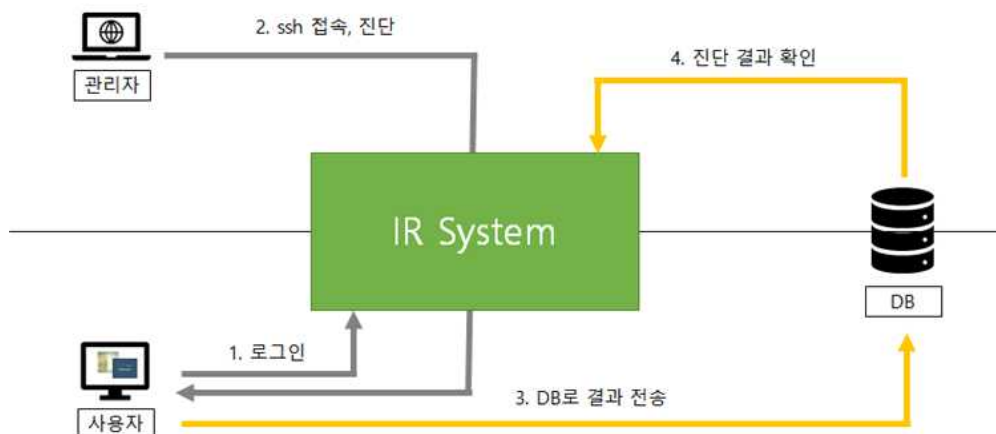 2. ssh 접속, 진단
4. 진단 결과 확인
관리자
IR System
DB
1. 로그인
3. DB로 결과 전송
사용자